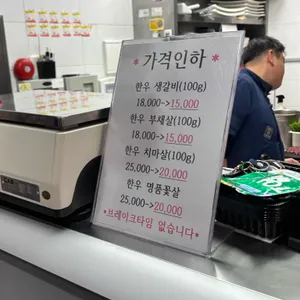 *가격인하*
한우 생갈비(100g)
18,000->15,000
한우 부채살(100g)
18,000->15,000
한우 치마살(100g)
25,000->20,000
한우 명품꽃살
25,000->20,000
*브레이크타임 없습니다*